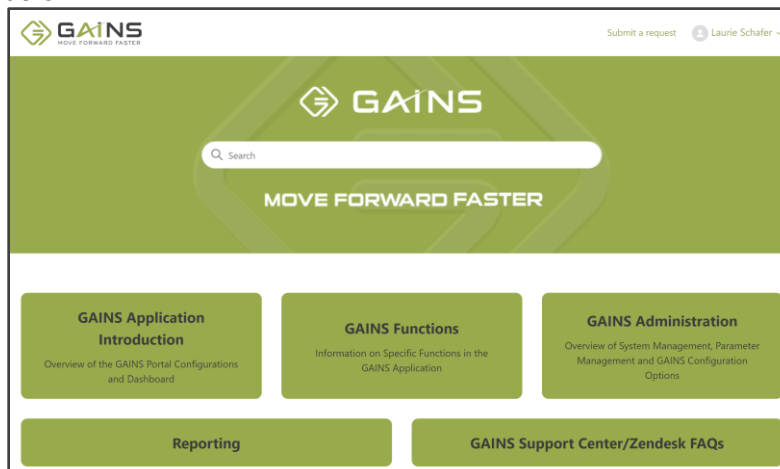 GAINS
MOVE FORWARD FASTER
Submit a request
Laurie Schafer
GAINS
Search
MOVE FORWARD FASTER
GAINS Application
Introduction
Overview of the GAINS Portal Configurations
and Dashboard
GAINS Functions
Information on Specific Functions in the
GAINS Application
GAINS Administration
Overview of System Management, Parameter
Management and GAINS Configuration
Options
Reporting
GAINS Support Center/Zendesk FAQs